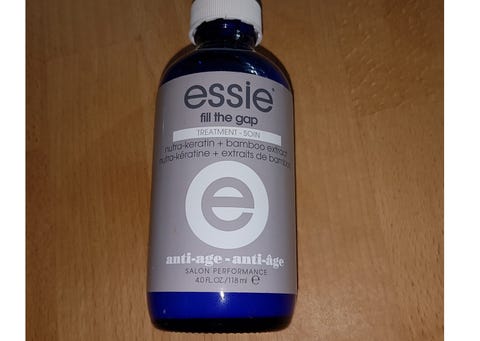 essie
fill the gap
TREATMENT - SOIN
nutra-keratin + bamboo extract
nutra-kératine + extraits de bambou
e
anti-age - anti-âge
SALON PERFORMANCE
4.0 FL.OZ./118 ml ℮